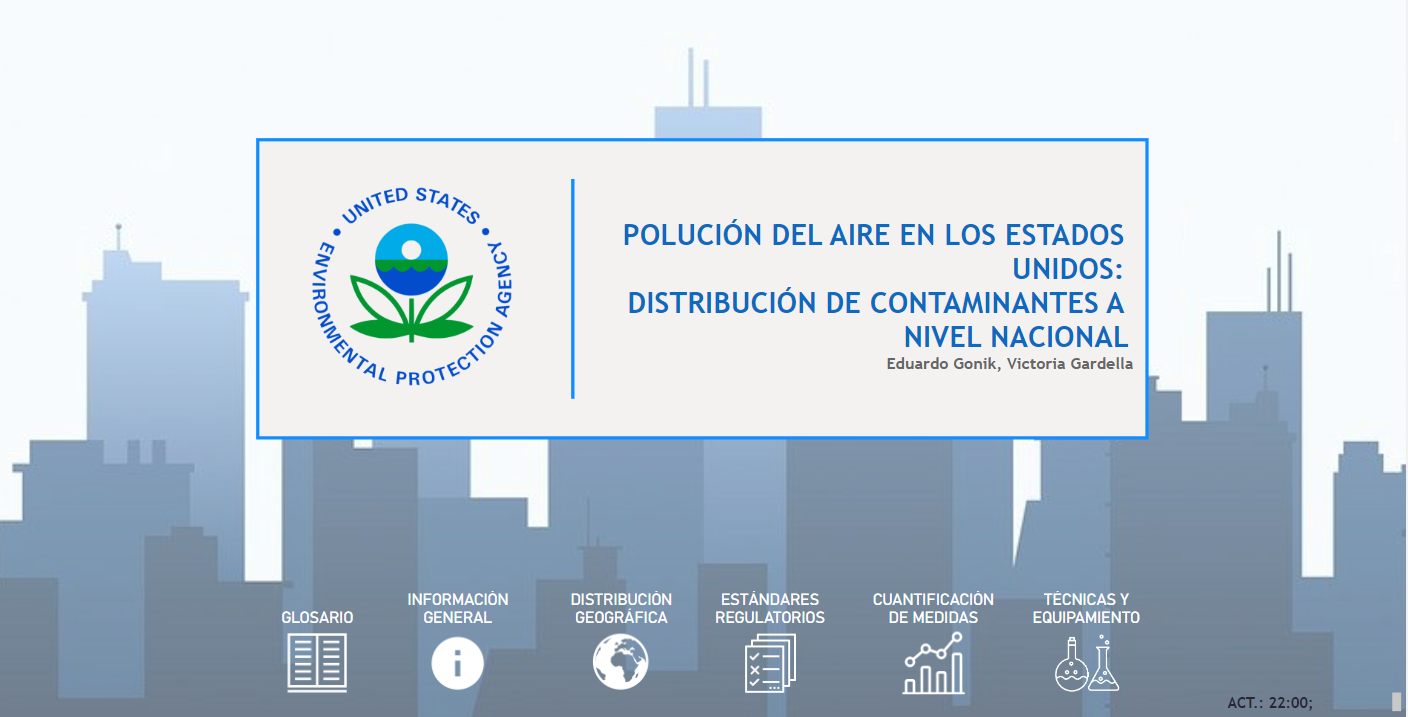 UNITED STATES
ENVIRONMENTAL PROTECTION AGENCY
POLUCIÓN DEL AIRE EN LOS ESTADOS
UNIDOS:
DISTRIBUCIÓN DE CONTAMINANTES A
NIVEL NACIONAL
Eduardo Gonik, Victoria Gardella
GLOSARIO
INFORMACIÓN
GENERAL
DISTRIBUCIÓN
GEOGRÁFICA
ESTÁNDARES
REGULATORIOS
CUANTIFICACIÓN
DE MEDIDAS
TÉCNICAS Y
EQUIPAMIENTO
ACT.: 22:00;